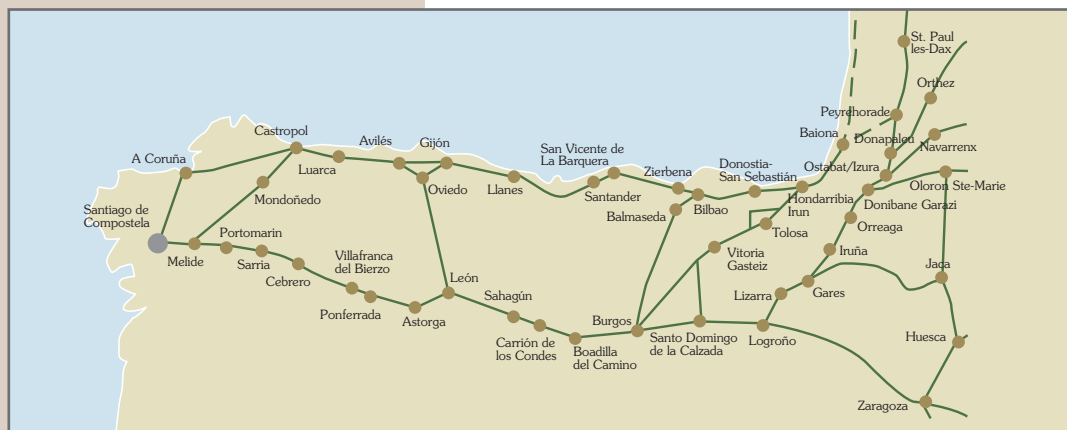 St. Paul
les-Dax
Orthez
Peyrehorade
Baiona
Donapaleu
Navarrenx
Castropol
Avilés
Gijón
San Vicente de
La Barquera
A Coruña
Luarca
Zierbena
Donostia-
San Sebastián
Ostabat/Izura
Oloron Ste-Marie
Mondoñedo
Oviedo
Llanes
Santander
Balmaseda
Bilbao
Hondarribia
Irun
Donibane Garazi
Santiago de
Compostela
Portomarin
Tolosa
Orreaga
Melide
Sarria
Cebrero
Villafranca
del Bierzo
Vitoria
Gasteiz
Iruña
Jaca
León
Ponferrada
Astorga
Sahagún
Lizarra
Gares
Burgos
Carrión de
los Condes
Boadilla
del Camino
Santo Domingo
de la Calzada
Logroño
Huesca
Zaragoza